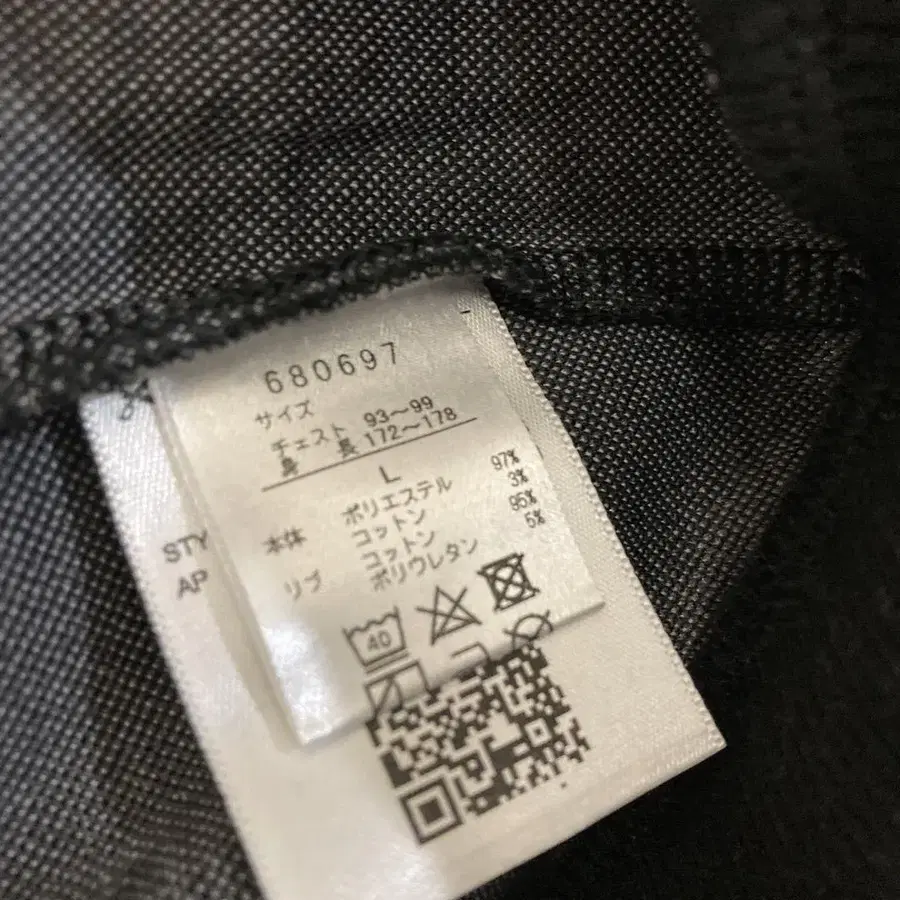 680697
サイズ
チェスト 93～99
身 長 172～178
L
本体 ポリエステル 97%
コットン 3%
リブ コットン 95%
ポリウレタン 5%
40
STY
AP